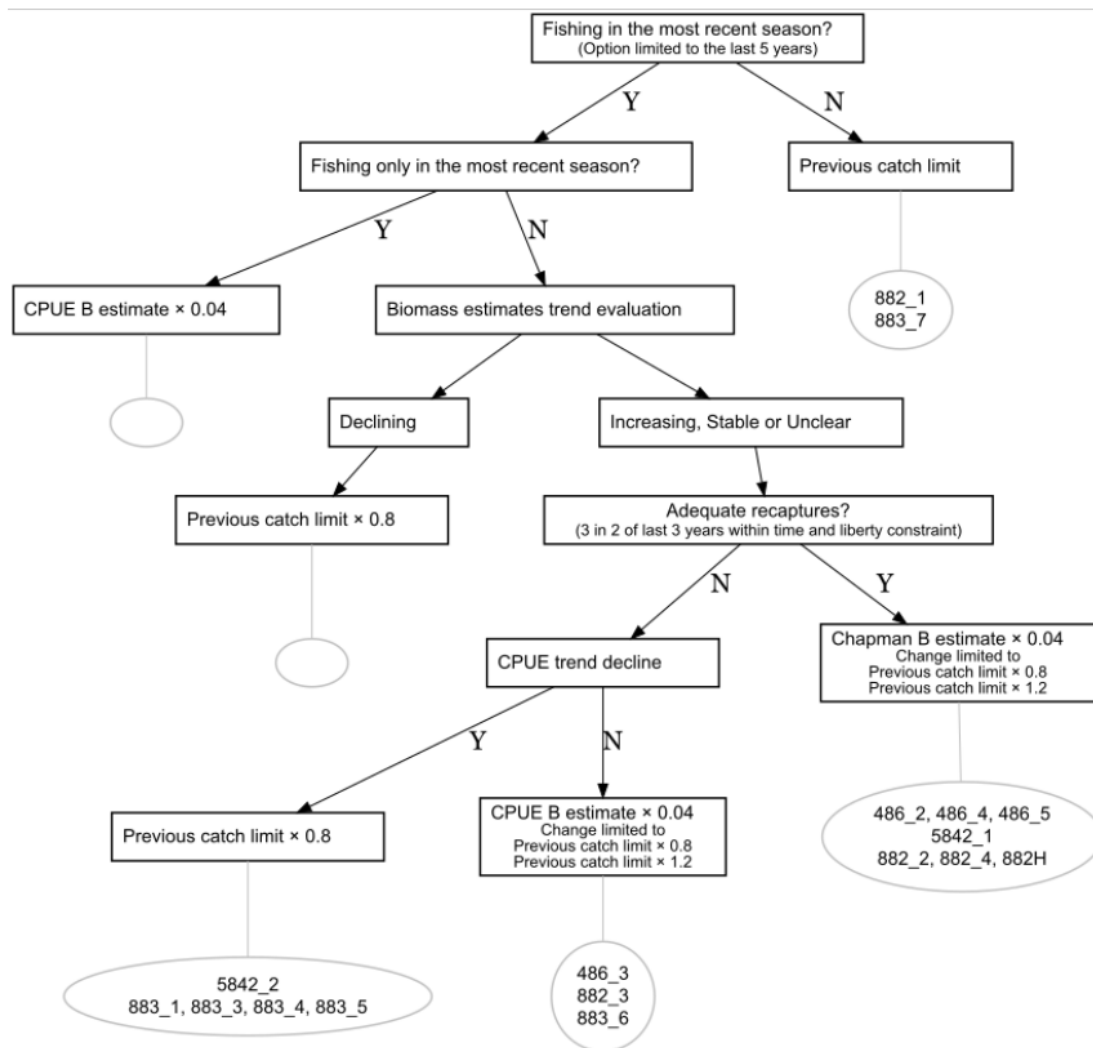 Fishing in the most recent season?
(Option limited to the last 5 years)
Y
N
Fishing only in the most recent season?
Previous catch limit
Y
N
882_1
883_7
CPUE B estimate × 0.04
Biomass estimates trend evaluation
Declining
Increasing, Stable or Unclear
Previous catch limit × 0.8
Adequate recaptures?
(3 in 2 of last 3 years within time and liberty constraint)
N
Y
CPUE trend decline
Chapman B estimate × 0.04
Change limited to
Previous catch limit × 0.8
Previous catch limit × 1.2
Y
N
Previous catch limit × 0.8
CPUE B estimate × 0.04
Change limited to
Previous catch limit × 0.8
Previous catch limit × 1.2
486_2, 486_4, 486_5
5842_1
882_2, 882_4, 882H
5842_2
883_1, 883_3, 883_4, 883_5
486_3
882_3
883_6